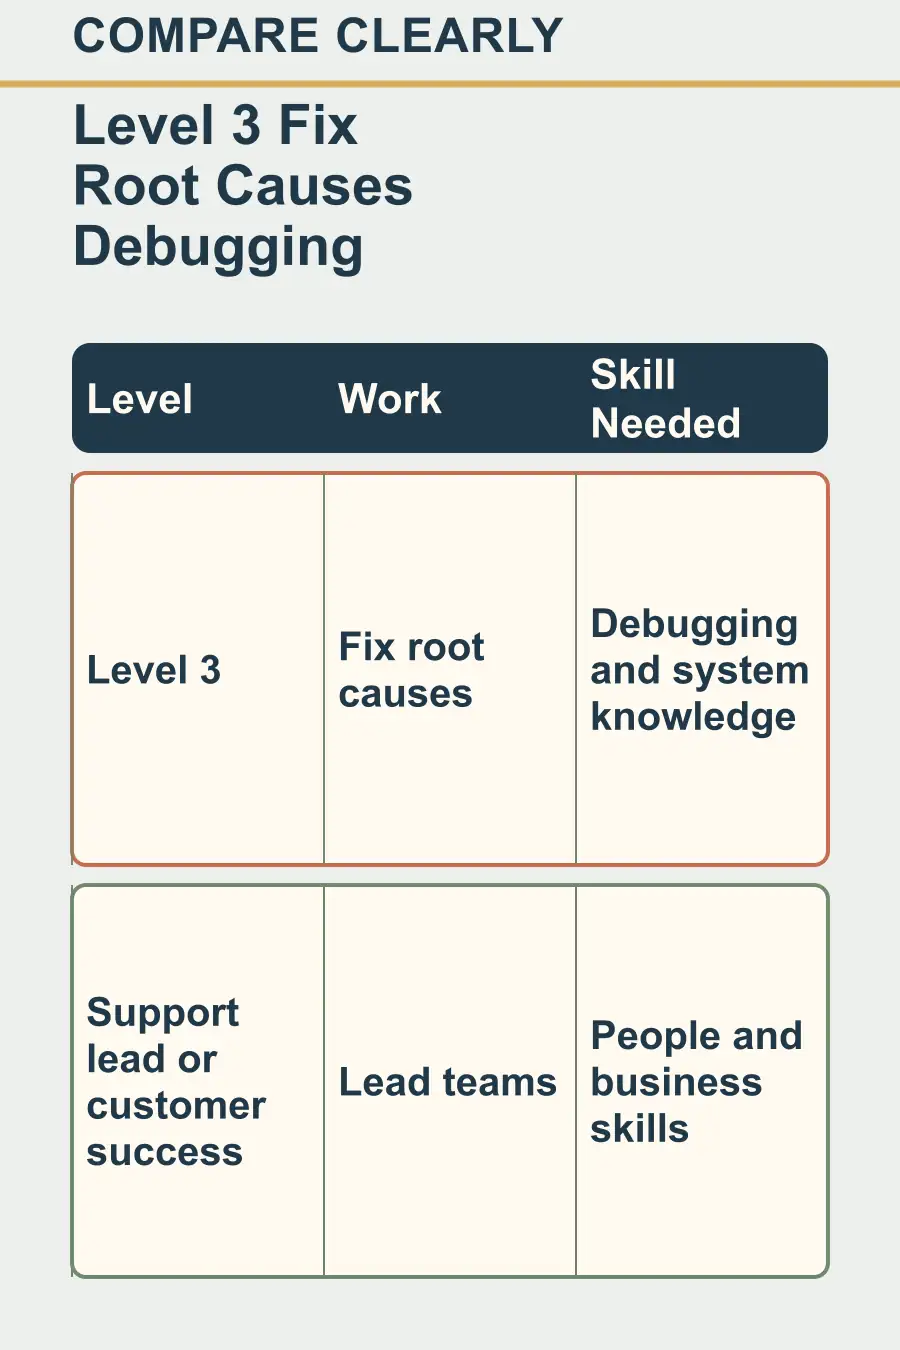 COMPARE CLEARLY
Level 3 Fix
Root Causes
Debugging
Level
Work
Skill
Needed
Level 3
Fix root
causes
Debugging
and system
knowledge
Support
lead or
customer
success
Lead teams
People and
business
skills